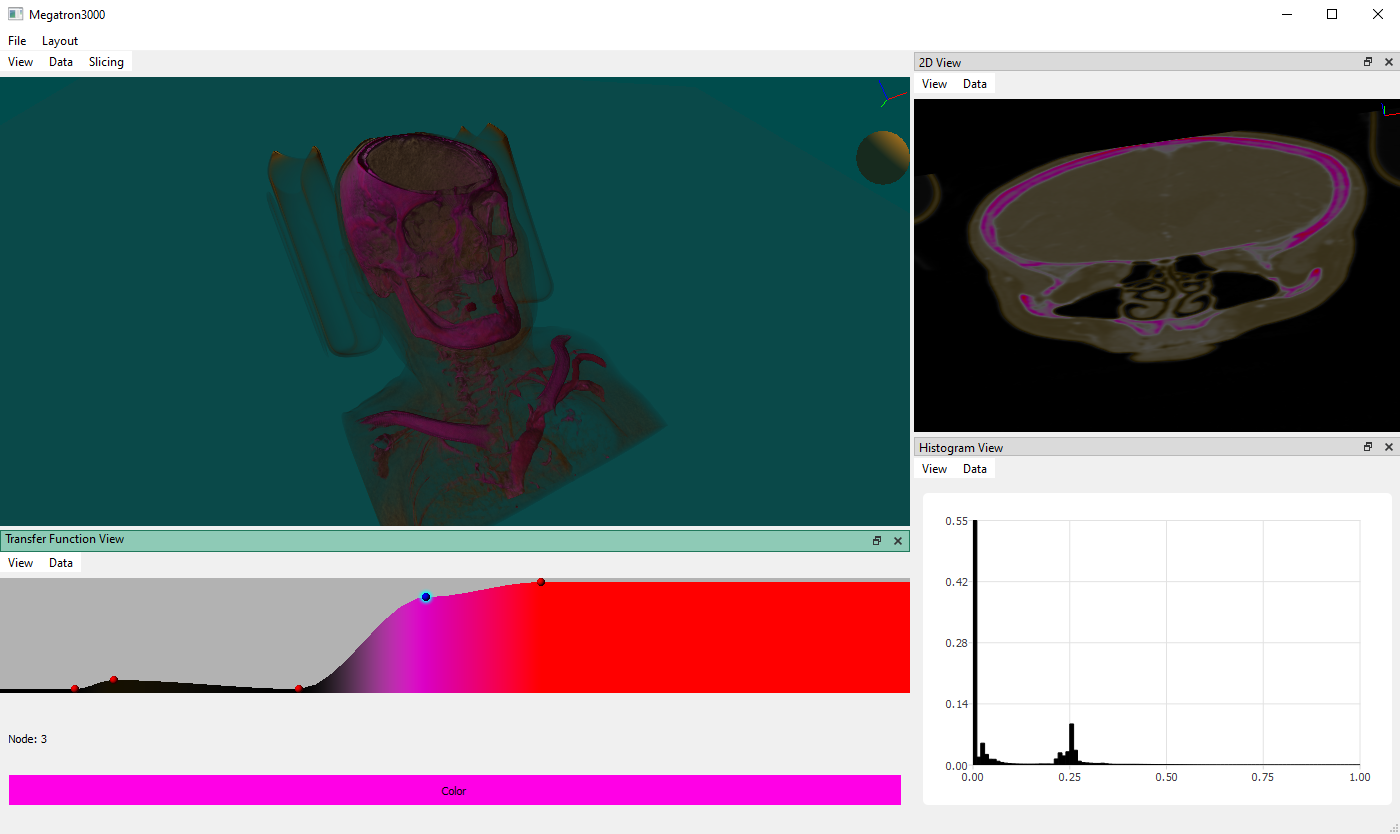 Megatron3000
File Layout
View Data Slicing
2D View
View Data
Transfer Function View
View Data
Node: 3
Color
Histogram View
View Data
0.55
0.42
0.28
0.14
0.00
0.00 0.25 0.50 0.75 1.00